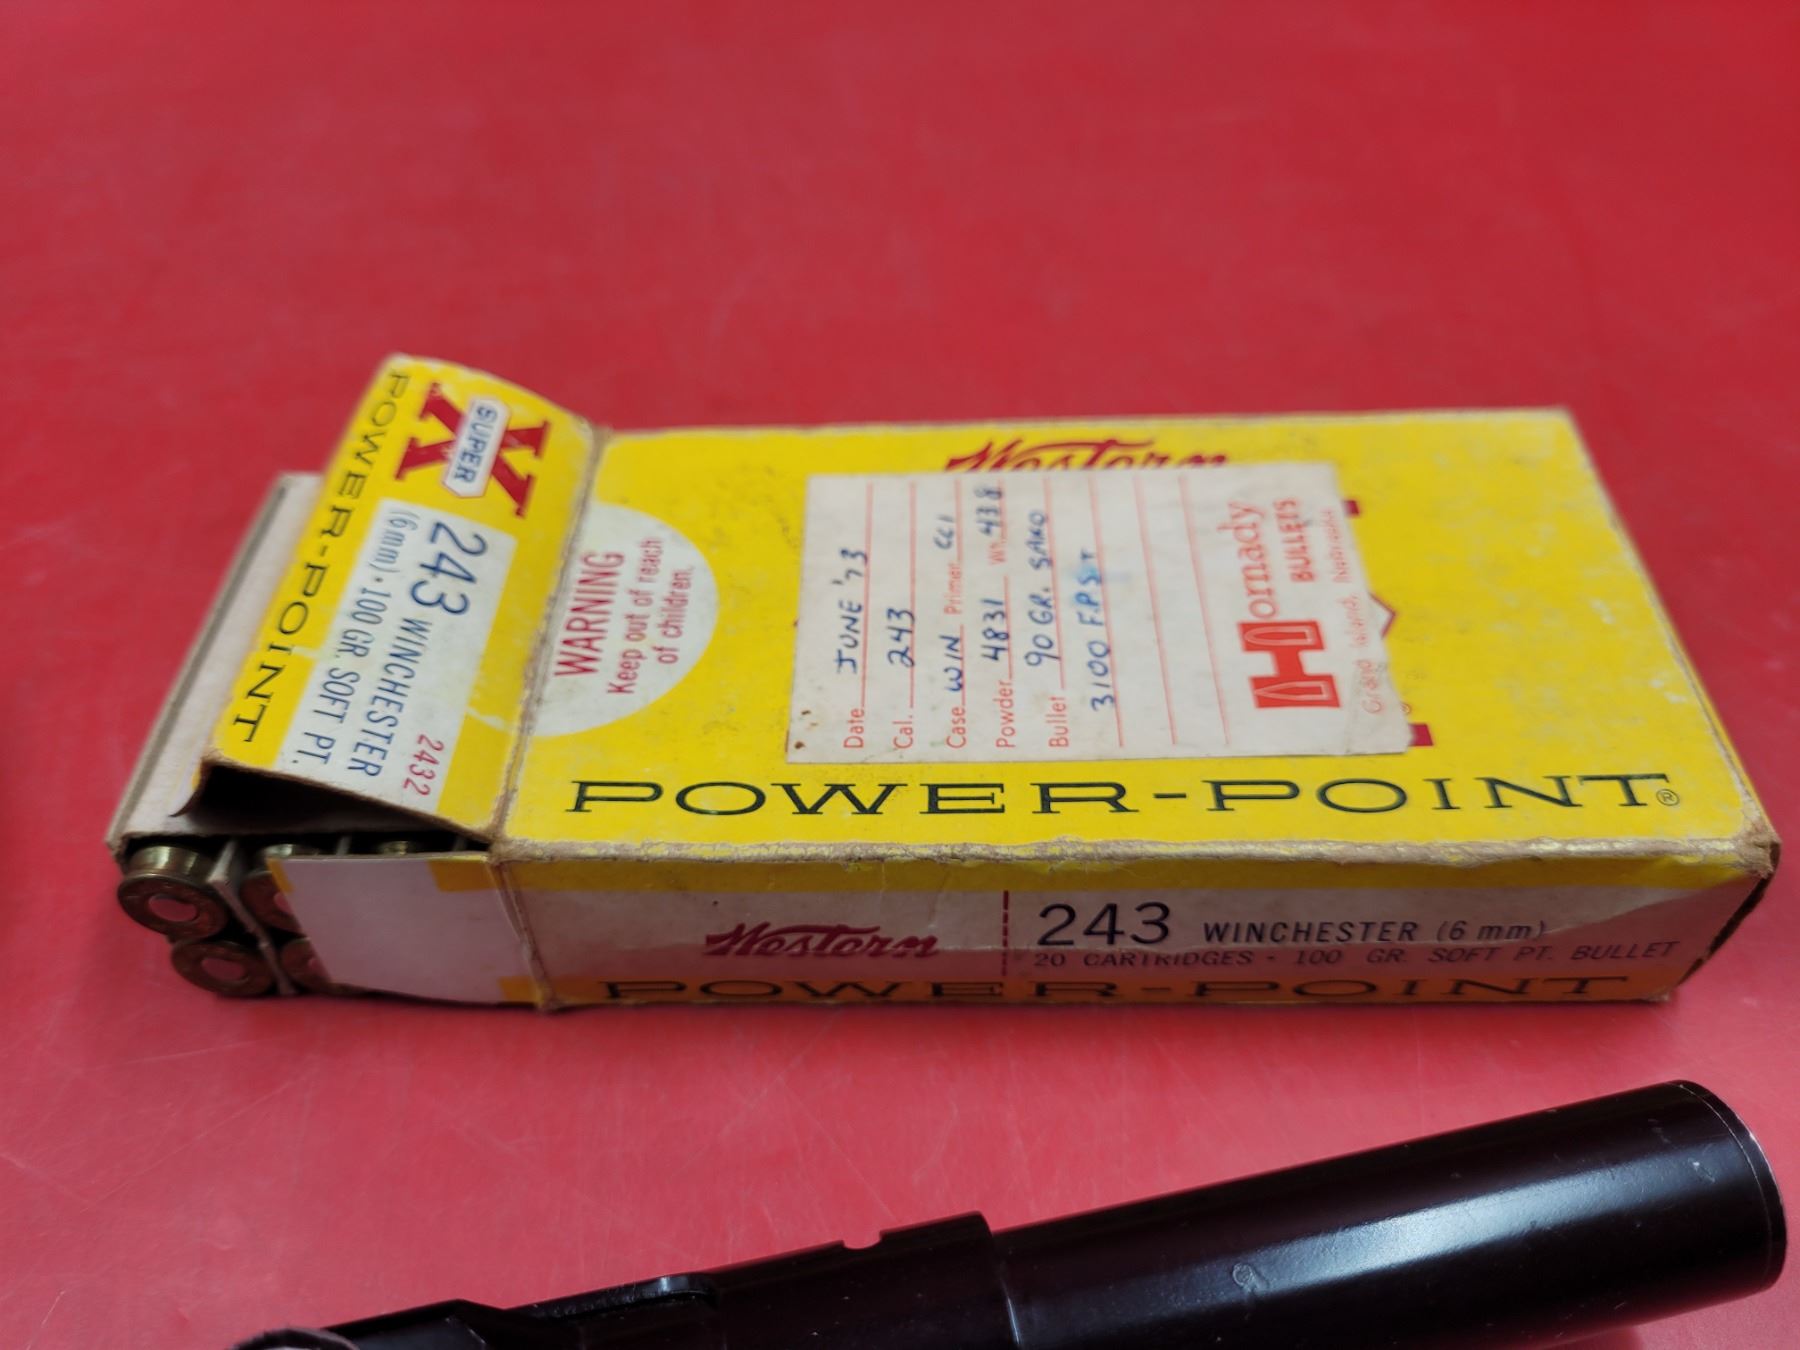 POWER-POINT
SUPER X
243 WINCHESTER
(6mm) · 100 GR. SOFT PT.
2432
WARNING
Keep out of reach
of children.
Western
Date JUNE '73
Cal. 243
Case WIN Primer CCI
Powder 4831 Wt. 43.8
Bullet 90 GR. SAKO
3100 F.P.S.
Hornady
BULLETS
Grand Island, Nebraska
POWER-POINT®
Western
243 WINCHESTER (6 mm)
20 CARTRIDGES · 100 GR. SOFT PT. BULLET
POWER-POINT